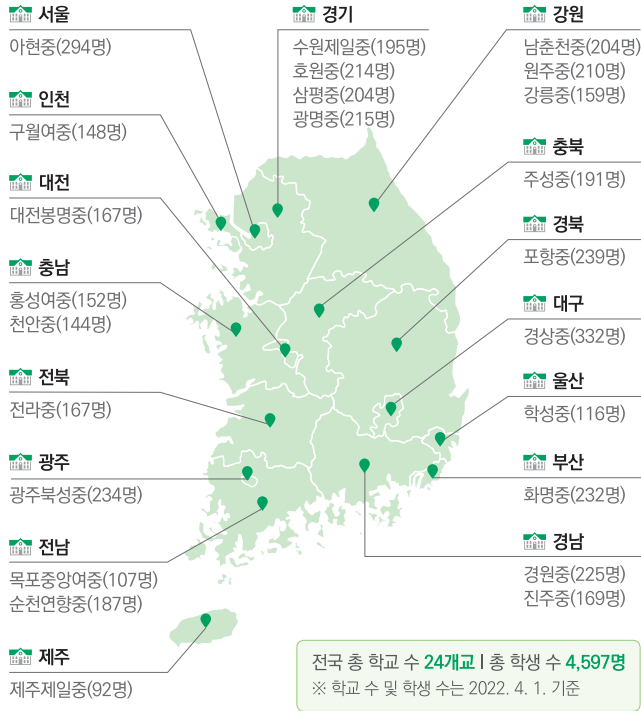 서울
아현중(294명)
인천
구월여중(148명)
대전
대전봉명중(167명)
충남
홍성여중(152명)
천안중(144명)
전북
전라중(167명)
광주
광주북성중(234명)
전남
목포중앙여중(107명)
순천연향중(187명)
제주
제주제일중(92명)
경기
수원제일중(195명)
호원중(214명)
삼평중(204명)
광명중(215명)
강원
남춘천중(204명)
원주중(210명)
강릉중(159명)
충북
주성중(191명)
경북
포항중(239명)
대구
경상중(332명)
울산
학성중(116명)
부산
화명중(232명)
경남
경원중(225명)
진주중(169명)
전국 총 학교 수 24개교 | 총 학생 수 4,597명
※ 학교 수 및 학생 수는 2022. 4. 1. 기준